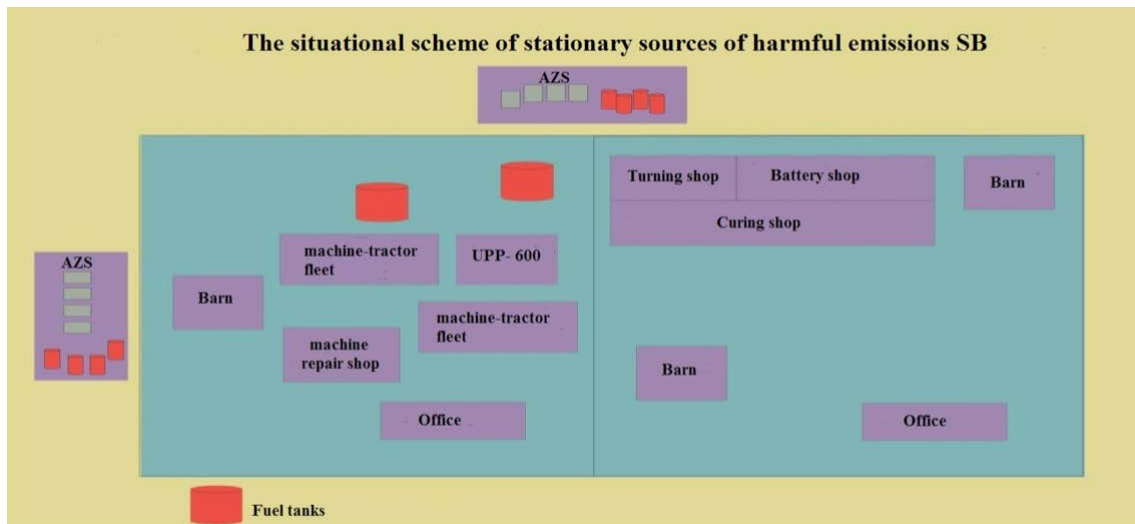 The situational scheme of stationary sources of harmful emissions SB
AZS
Turning shop
Battery shop
Barn
Curing shop
machine-tractor
fleet
UPP- 600
AZS
Barn
machine-tractor
fleet
machine
repair shop
Barn
Office
Office
Fuel tanks